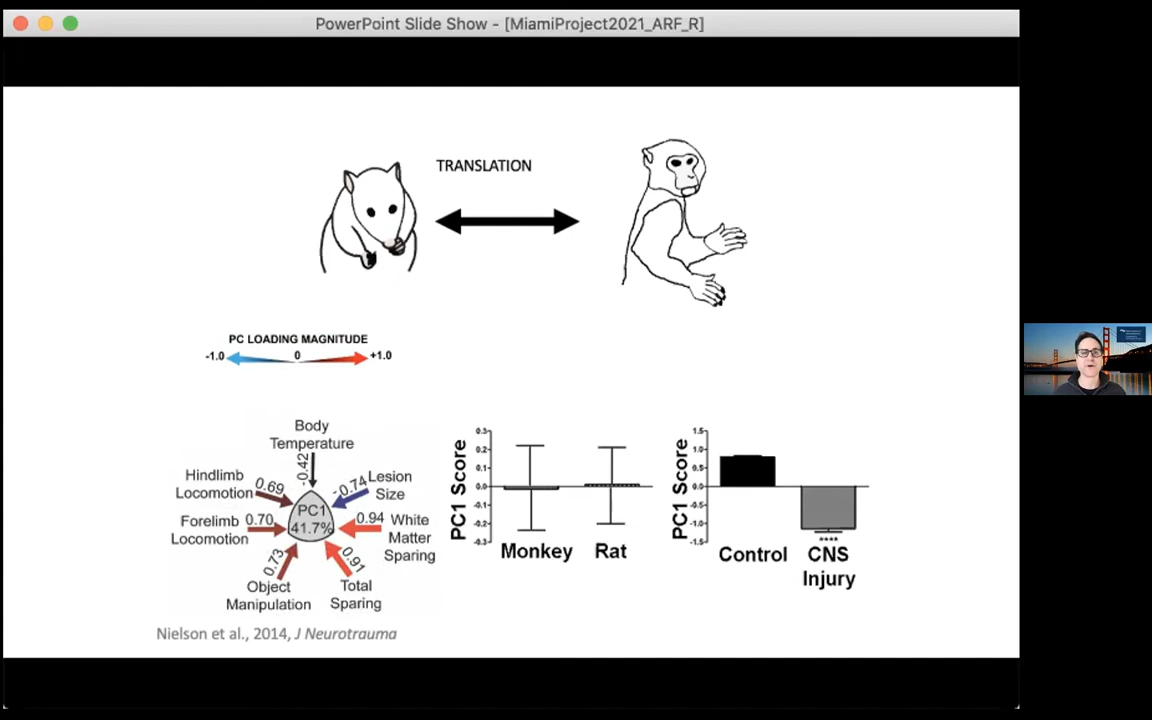 PowerPoint Slide Show - [MiamiProject2021_ARF_R]
TRANSLATION
PC LOADING MAGNITUDE
-1.0 0 +1.0
Body
Temperature
-0.42
Hindlimb
Locomotion
0.69
-0.74
Lesion
Size
PC1
41.7%
Forelimb
Locomotion
0.70
0.94
White
Matter
Sparing
0.73
0.91
Object
Manipulation
Total
Sparing
Nielson et al., 2014, J Neurotrauma
PC1 Score
0.3
0.2
0.1
0.0
-0.1
-0.2
-0.3
Monkey Rat
PC1 Score
1.5
1.0
0.5
0.0
-0.5
-1.0
-1.5
****
Control CNS
Injury